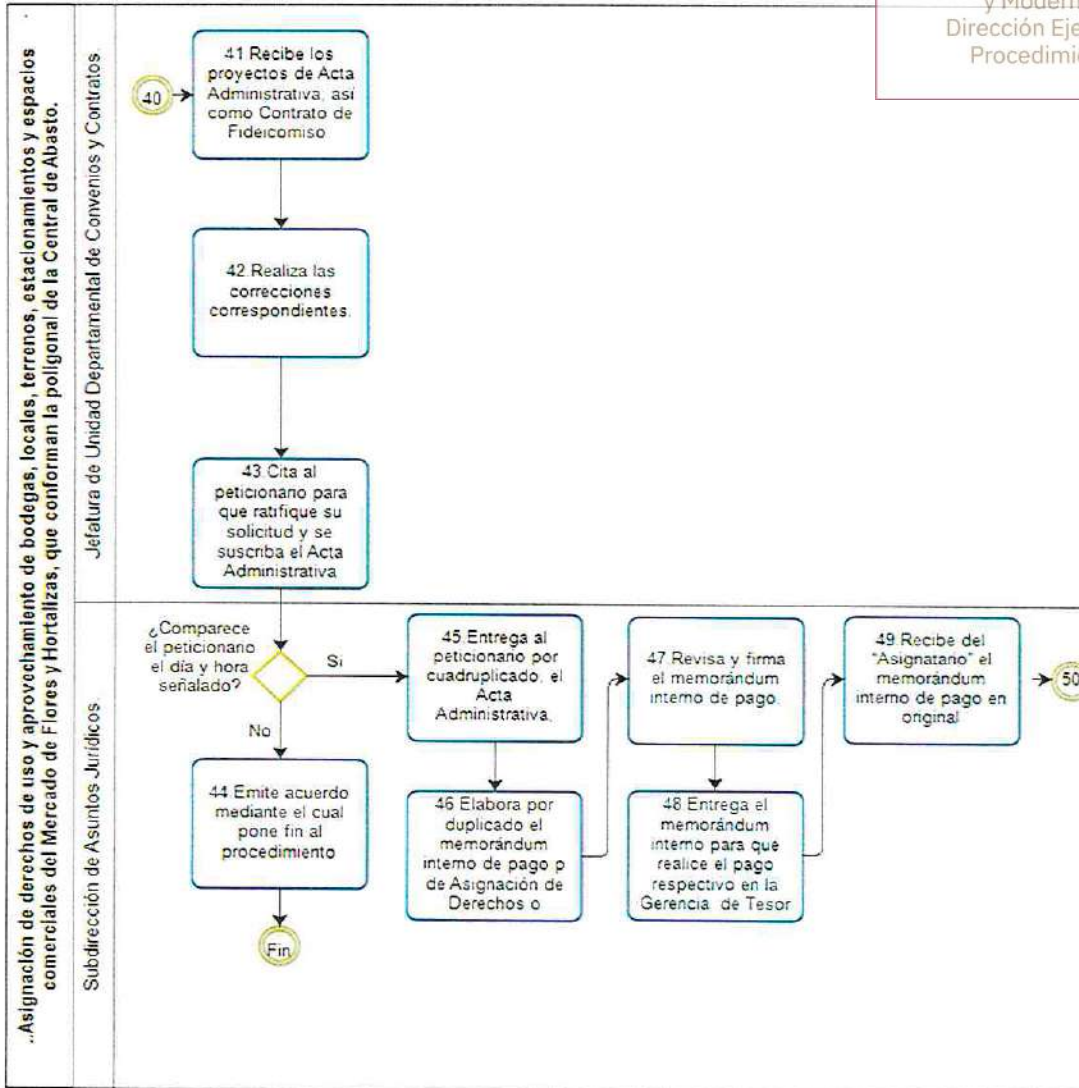 y Modern
Dirección Eje
Procedimie
..Asignación de derechos de uso y aprovechamiento de bodegas, locales, terrenos, estacionamientos y espacios
comerciales del Mercado de Flores y Hortalizas, que conforman la poligonal de la Central de Abasto.
Jefatura de Unidad Departamental de Convenios y Contratos.
40
41.Recibe los
proyectos de Acta
Administrativa, así
como Contrato de
Fideicomiso
42.Realiza las
correcciones
correspondientes.
43.Cita al
peticionario para
que ratifique su
solicitud y se
suscriba el Acta
Administrativa
Subdirección de Asuntos Jurídicos.
¿Comparece
el peticionario
el día y hora
señalado?
Si
No
44.Emite acuerdo
mediante el cual
pone fin al
procedimiento
Fin
45.Entrega al
peticionario por
cuadruplicado, el
Acta
Administrativa,
46 Elabora por
duplicado el
memorándum
interno de pago p
de Asignación de
Derechos o
47.Revisa y firma
el memorándum
interno de pago.
48.Entrega el
memorándum
interno para que
realice el pago
respectivo en la
Gerencia de Tesor
49.Recibe del
"Asignatario" el
memorándum
interno de pago en
original
50